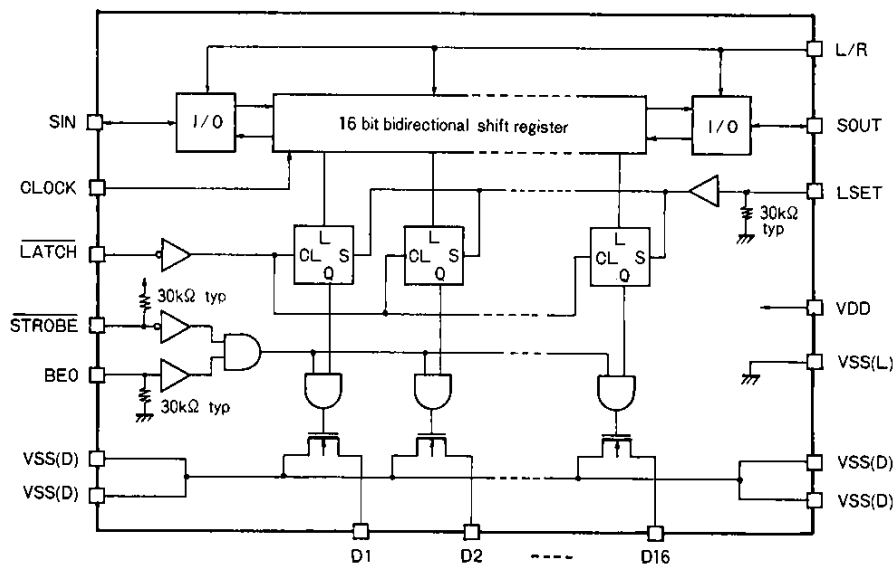 L/R
I/O
16 bit bidirectional shift register
I/O
SIN
SOUT
CLOCK
LSET
30kΩ typ
LATCH
L
CL S
Q
L
CL S
Q
L
CL S
Q
30kΩ typ
STROBE
VDD
BEO
VSS(L)
30kΩ typ
VSS(D)
VSS(D)
VSS(D)
VSS(D)
D1
D2
D16